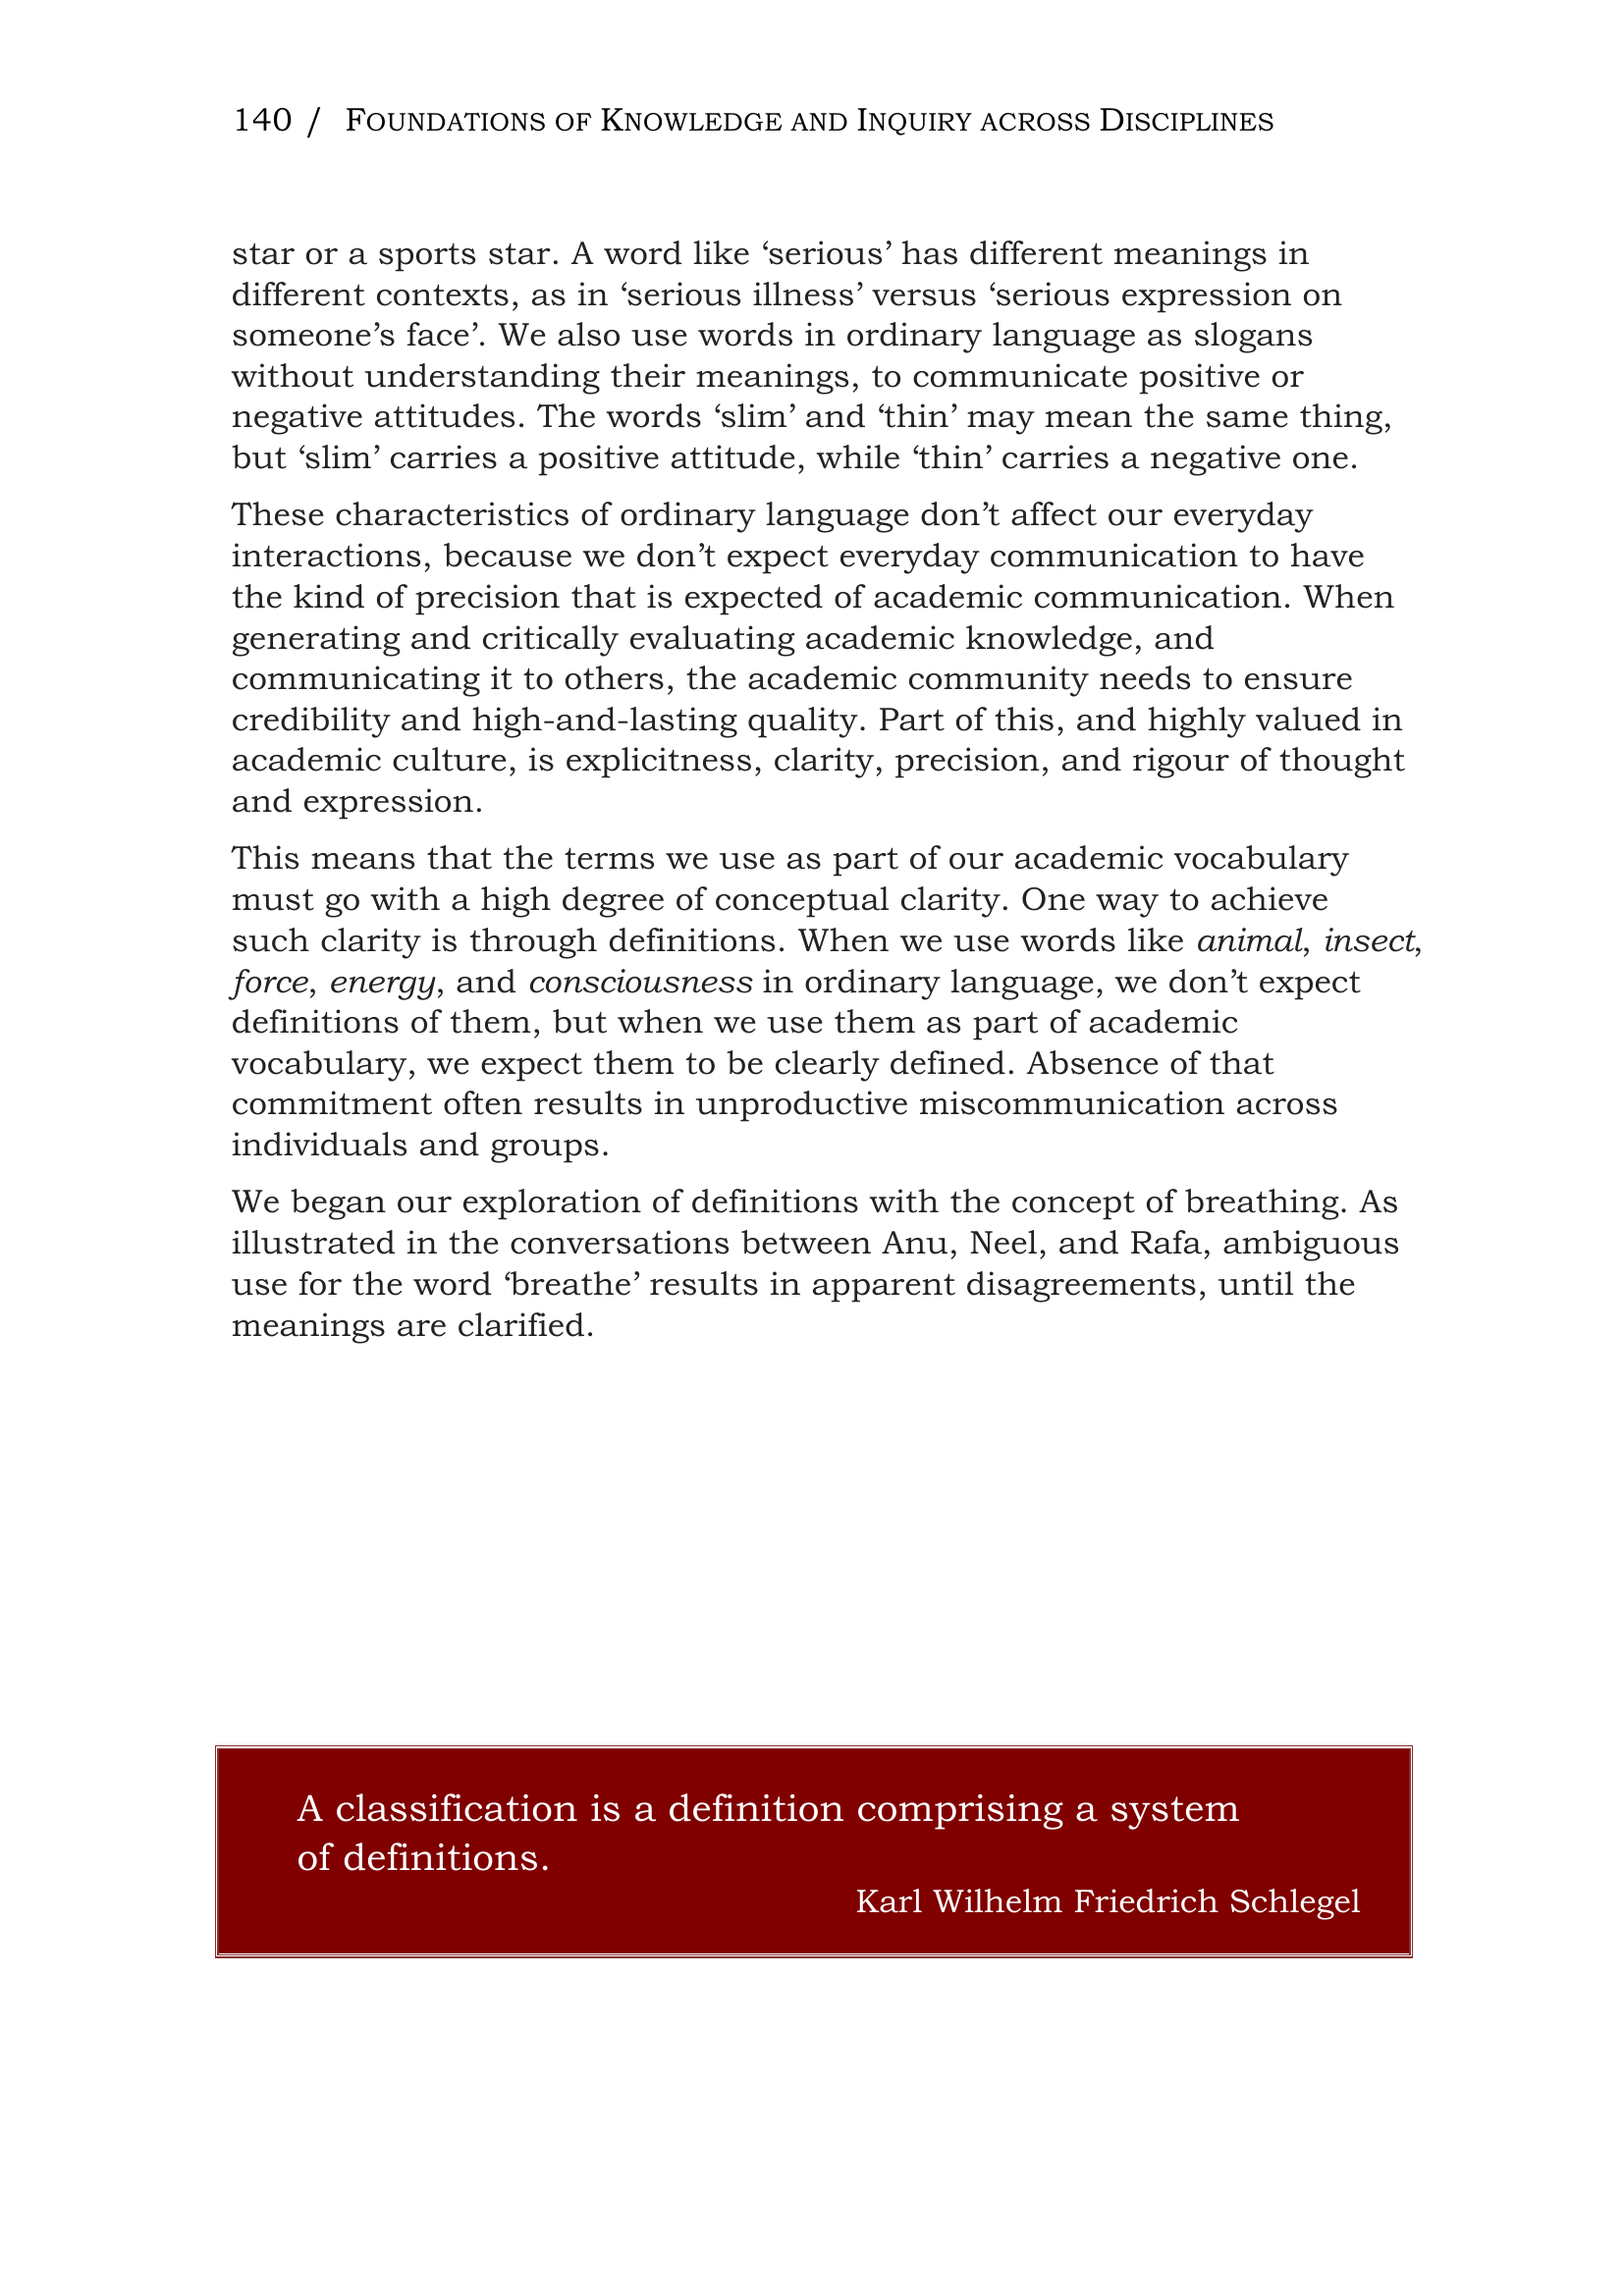 140 / FOUNDATIONS OF KNOWLEDGE AND INQUIRY ACROSS DISCIPLINES
star or a sports star. A word like ‘serious’ has different meanings in
different contexts, as in ‘serious illness’ versus ‘serious expression on
someone’s face’. We also use words in ordinary language as slogans
without understanding their meanings, to communicate positive or
negative attitudes. The words ‘slim’ and ‘thin’ may mean the same thing,
but ‘slim’ carries a positive attitude, while ‘thin’ carries a negative one.
These characteristics of ordinary language don’t affect our everyday
interactions, because we don’t expect everyday communication to have
the kind of precision that is expected of academic communication. When
generating and critically evaluating academic knowledge, and
communicating it to others, the academic community needs to ensure
credibility and high-and-lasting quality. Part of this, and highly valued in
academic culture, is explicitness, clarity, precision, and rigour of thought
and expression.
This means that the terms we use as part of our academic vocabulary
must go with a high degree of conceptual clarity. One way to achieve
such clarity is through definitions. When we use words like animal, insect,
force, energy, and consciousness in ordinary language, we don’t expect
definitions of them, but when we use them as part of academic
vocabulary, we expect them to be clearly defined. Absence of that
commitment often results in unproductive miscommunication across
individuals and groups.
We began our exploration of definitions with the concept of breathing. As
illustrated in the conversations between Anu, Neel, and Rafa, ambiguous
use for the word ‘breathe’ results in apparent disagreements, until the
meanings are clarified.
A classification is a definition comprising a system
of definitions.
Karl Wilhelm Friedrich Schlegel